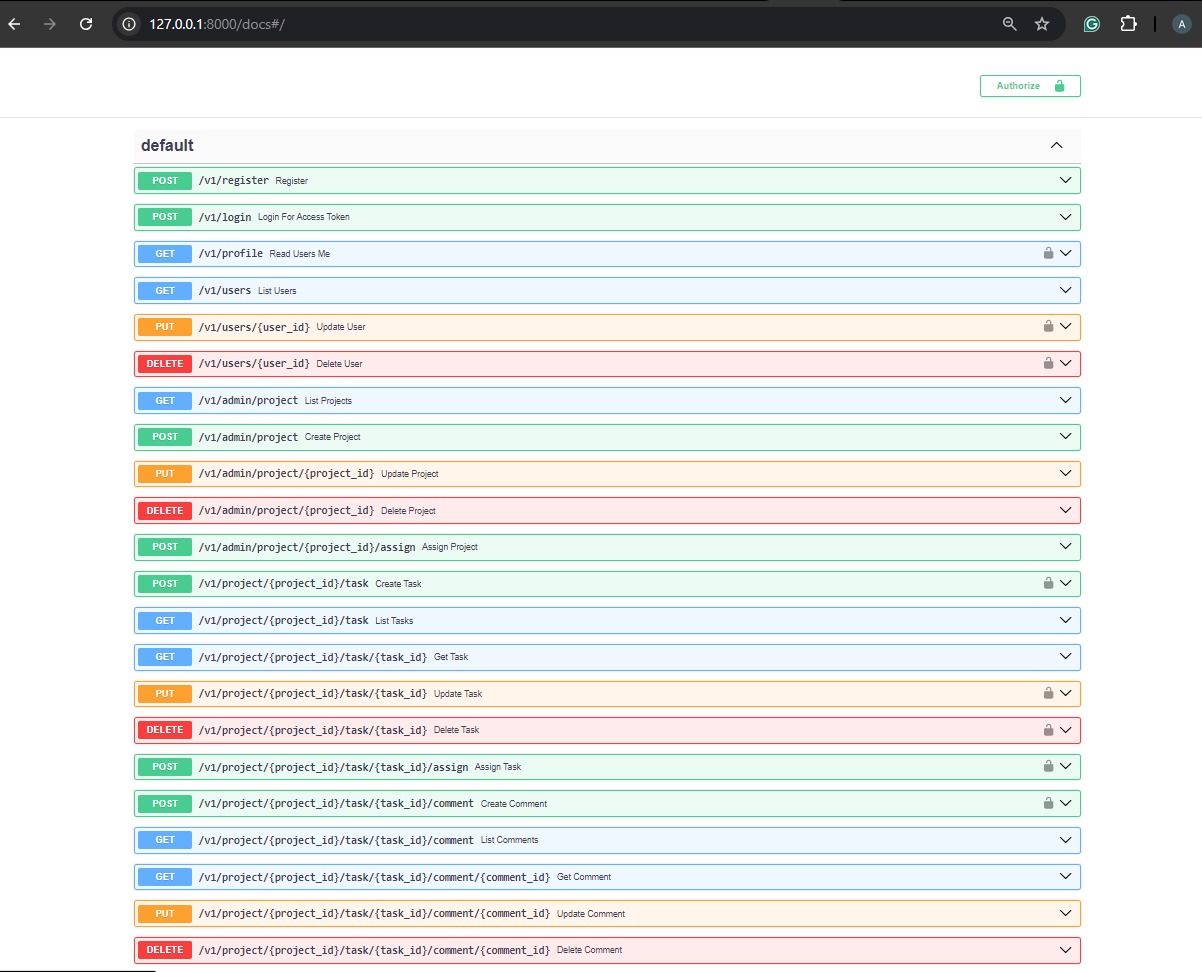 127.0.0.1:8000/docs#/
A
Authorize
default
POST /v1/register Register
POST /v1/login Login For Access Token
GET /v1/profile Read Users Me
GET /v1/users List Users
PUT /v1/users/{user_id} Update User
DELETE /v1/users/{user_id} Delete User
GET /v1/admin/project List Projects
POST /v1/admin/project Create Project
PUT /v1/admin/project/{project_id} Update Project
DELETE /v1/admin/project/{project_id} Delete Project
POST /v1/admin/project/{project_id}/assign Assign Project
POST /v1/project/{project_id}/task Create Task
GET /v1/project/{project_id}/task List Tasks
GET /v1/project/{project_id}/task/{task_id} Get Task
PUT /v1/project/{project_id}/task/{task_id} Update Task
DELETE /v1/project/{project_id}/task/{task_id} Delete Task
POST /v1/project/{project_id}/task/{task_id}/assign Assign Task
POST /v1/project/{project_id}/task/{task_id}/comment Create Comment
GET /v1/project/{project_id}/task/{task_id}/comment List Comments
GET /v1/project/{project_id}/task/{task_id}/comment/{comment_id} Get Comment
PUT /v1/project/{project_id}/task/{task_id}/comment/{comment_id} Update Comment
DELETE /v1/project/{project_id}/task/{task_id}/comment/{comment_id} Delete Comment